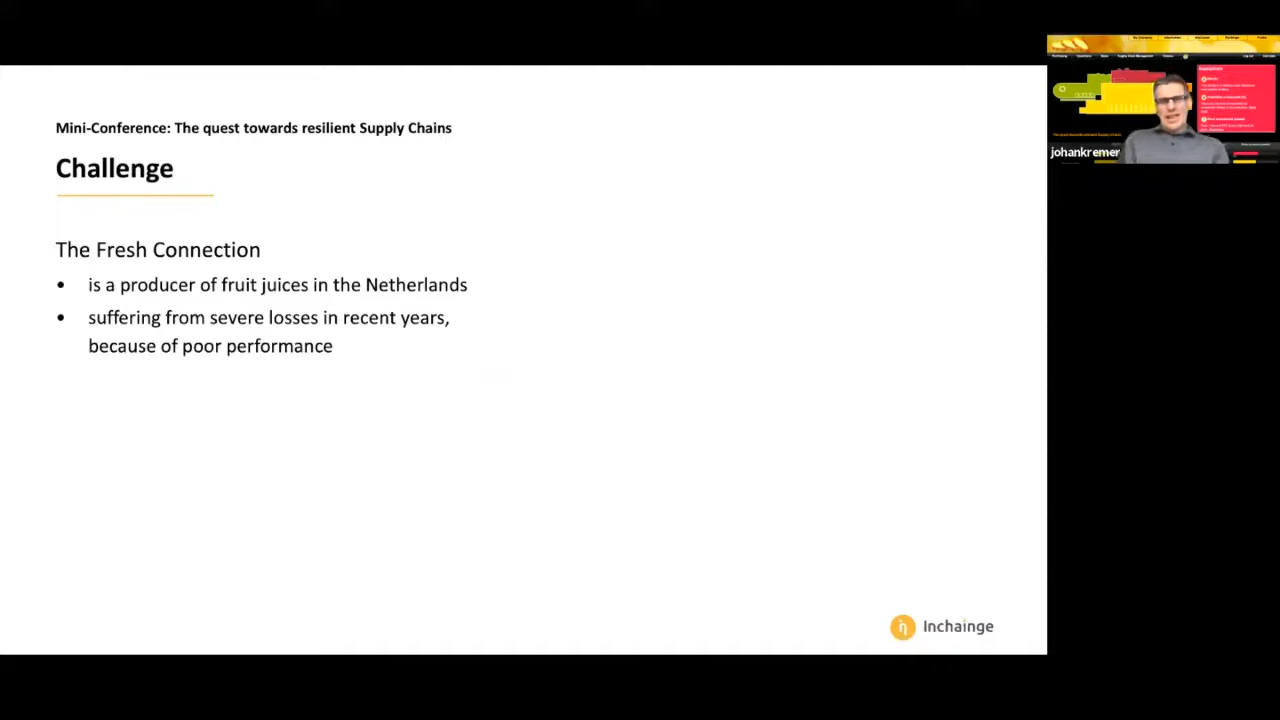 Mini-Conference: The quest towards resilient Supply Chains
Challenge
The Fresh Connection
• is a producer of fruit juices in the Netherlands
• suffering from severe losses in recent years,
because of poor performance
Inchainge
johankremer